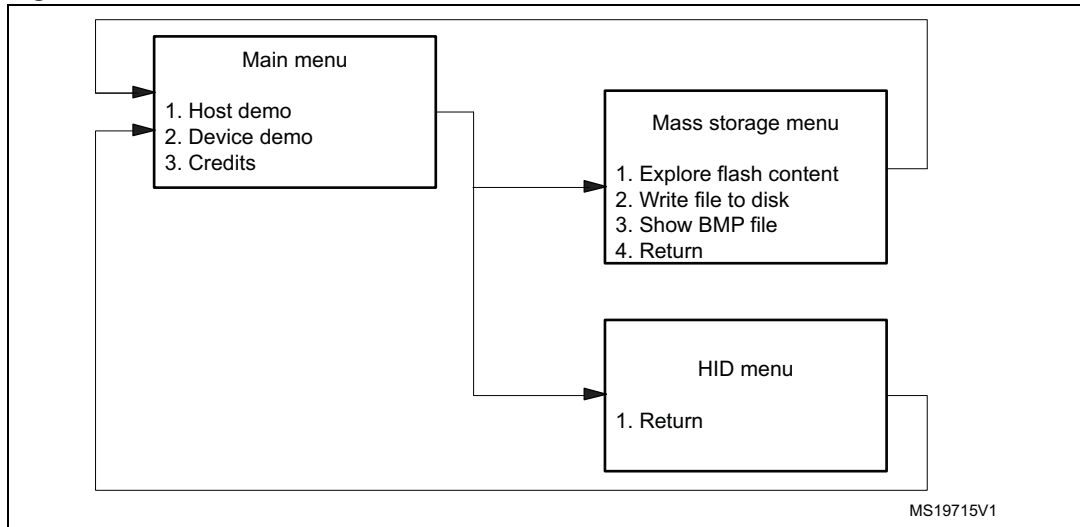 Main menu
1. Host demo
2. Device demo
3. Credits
Mass storage menu
1. Explore flash content
2. Write file to disk
3. Show BMP file
4. Return
HID menu
1. Return
MS19715V1